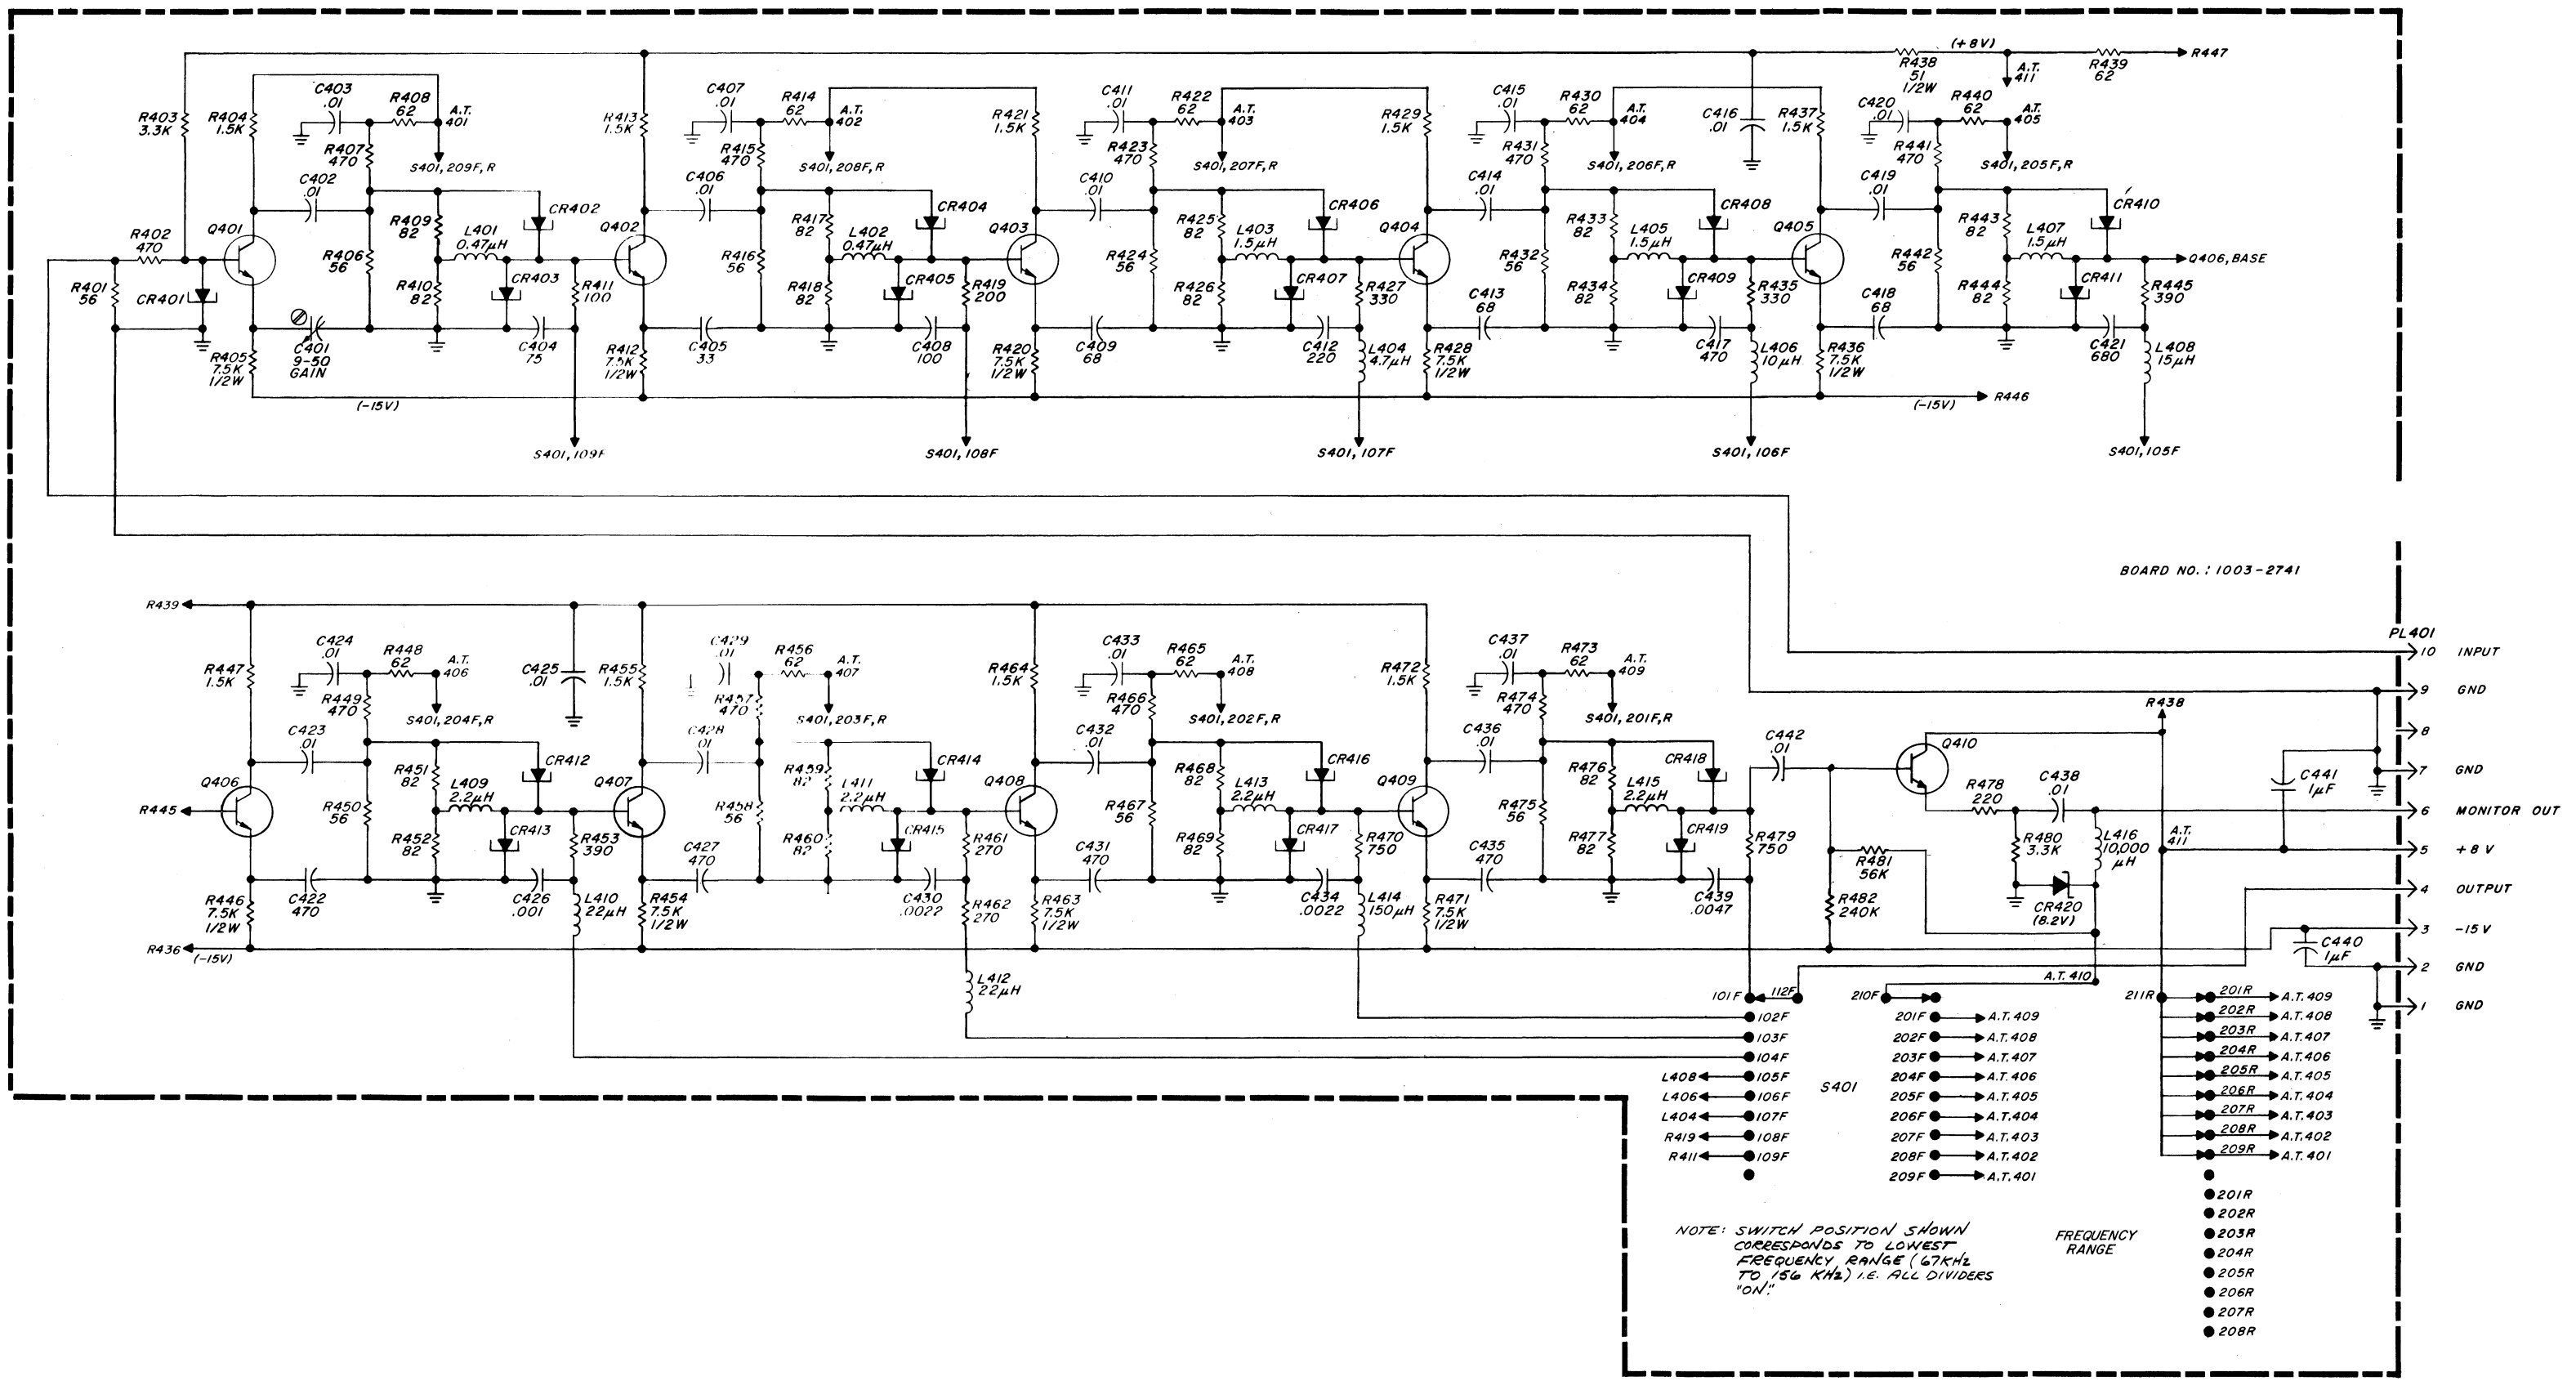 (+8V)
R447
R438
51
1/2W
A.T.
411
R439
62
R403
3.3K
R404
1.5K
C403
.01
R408
62
A.T.
401
R407
470
S401,209F,R
C402
.01
R402
470
Q401
R409
82
L401
0.47µH
CR402
R406
56
R401
56
CR401
R410
82
CR403
R411
100
R405
7.5K
1/2W
C401
9-50
GAIN
C404
75
(-15V)
S401,109F
R413
1.5K
C407
.01
R414
62
A.T.
402
R415
470
S401,208F,R
C406
.01
Q402
R417
82
L402
0.47µH
CR404
R416
56
R418
82
CR405
R419
200
R412
7.5K
1/2W
C405
33
C408
100
S401,108F
R421
1.5K
C411
.01
R422
62
A.T.
403
R423
470
S401,207F,R
C410
.01
Q403
R425
82
L403
1.5µH
CR406
R424
56
R426
82
CR407
R427
330
R420
7.5K
1/2W
C409
68
C412
220
L404
4.7µH
S401,107F
R429
1.5K
C415
.01
R430
62
A.T.
404
R431
470
S401,206F,R
C414
.01
Q404
R433
82
L405
1.5µH
CR408
R432
56
R434
82
CR409
R435
330
C413
68
R428
7.5K
1/2W
C417
470
L406
10µH
S401,106F
C416
.01
R437
1.5K
C420
.01
R440
62
A.T.
405
R441
470
S401,205F,R
C419
.01
Q405
R443
82
L407
1.5µH
CR410
R442
56
Q406,BASE
R444
82
CR411
R445
390
C418
68
R436
7.5K
1/2W
C421
680
L408
15µH
(-15V)
R446
S401,105F
BOARD NO.: 1003-2741
R439
R447
1.5K
C424
.01
R448
62
A.T.
406
R449
470
S401,204F,R
C423
.01
C425
.01
Q406
R445
R451
82
L409
2.2µH
CR412
R450
56
R452
82
CR413
R453
390
R446
7.5K
1/2W
C422
470
C426
.001
L410
22µH
R436
(-15V)
R455
1.5K
C429
.01
R456
62
A.T.
407
R457
470
S401,203F,R
C428
.01
Q407
R459
82
L411
2.2µH
CR414
R458
56
R460
82
CR415
R461
270
C427
470
R454
7.5K
1/2W
C430
.0022
R462
270
L412
22µH
R464
1.5K
C433
.01
R465
62
A.T.
408
R466
470
S401,202F,R
C432
.01
Q408
R468
82
L413
2.2µH
CR416
R467
56
R469
82
CR417
R470
750
C431
470
R463
7.5K
1/2W
C434
.0022
L414
150µH
R472
1.5K
C437
.01
R473
62
A.T.
409
R474
470
S401,201F,R
C436
.01
Q409
R476
82
L415
2.2µH
CR418
R475
56
R477
82
CR419
R479
750
C435
470
R471
7.5K
1/2W
C439
.0047
C442
.01
Q410
R478
220
C438
.01
R480
3.3K
L416
10,000
µH
R481
56K
R482
240K
CR420
(8.2V)
R438
A.T.
411
C441
1µF
C440
1µF
PL401
10 INPUT
9 GND
8
7 GND
6 MONITOR OUT
5 +8 V
4 OUTPUT
3 -15 V
2 GND
1 GND
A.T.410
101F 112F
102F
103F
104F
L408 105F
L406 106F
L404 107F
R419 108F
R411 109F
S401
210F
201F A.T.409
202F A.T.408
203F A.T.407
204F A.T.406
205F A.T.405
206F A.T.404
207F A.T.403
208F A.T.402
209F A.T.401
211R
201R A.T.409
202R A.T.408
203R A.T.407
204R A.T.406
205R A.T.405
206R A.T.404
207R A.T.403
208R A.T.402
209R A.T.401
201R
202R
203R
204R
205R
206R
207R
208R
NOTE: SWITCH POSITION SHOWN
CORRESPONDS TO LOWEST
FREQUENCY RANGE (67KHz
TO 156 KHz) I.E. ALL DIVIDERS
"ON."
FREQUENCY
RANGE